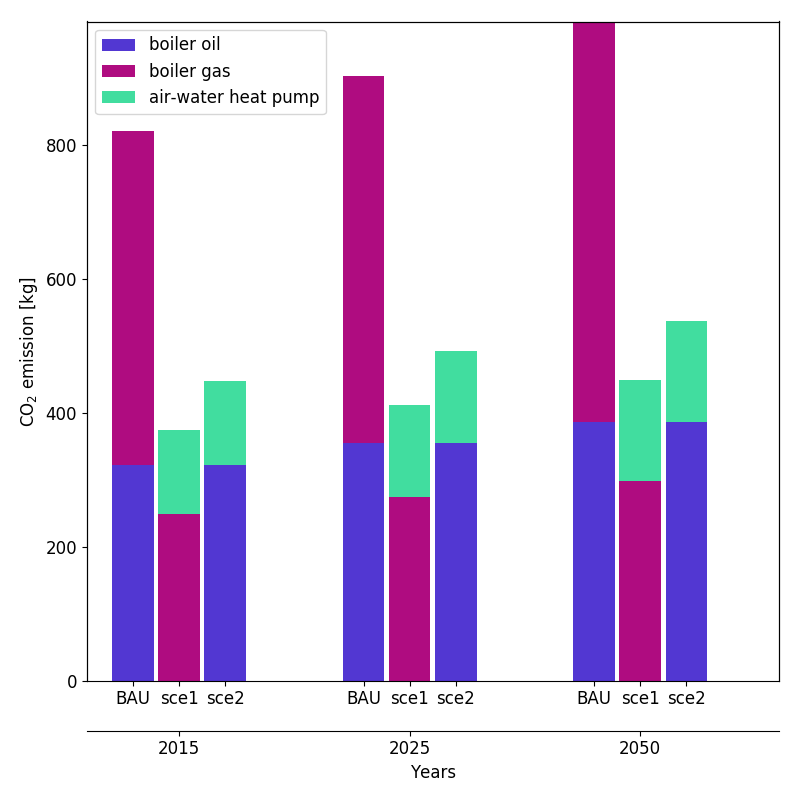 boiler oil
boiler gas
air-water heat pump
800
600
400
200
0
CO₂ emission [kg]
BAU sce1 sce2 BAU sce1 sce2 BAU sce1 sce2
2015 2025 2050
Years